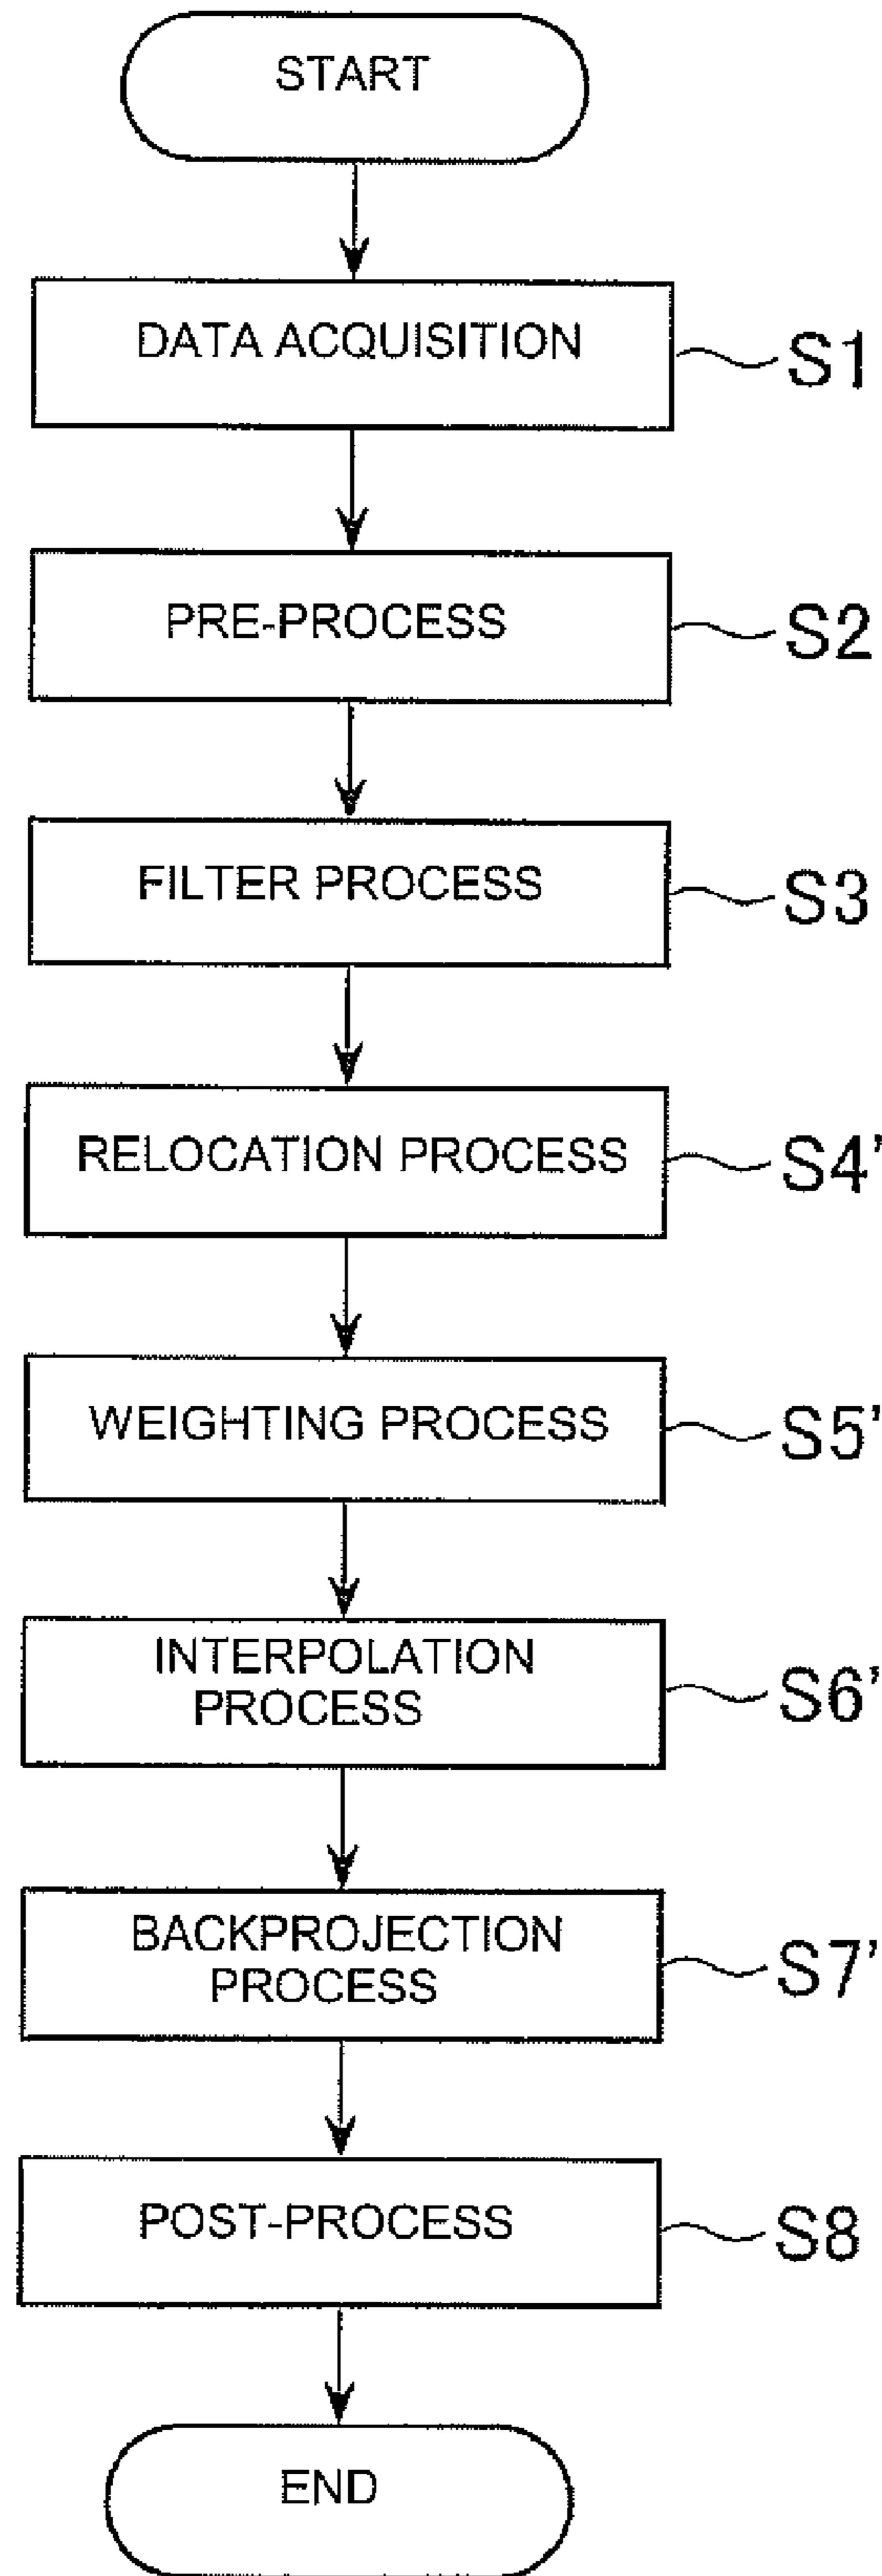 START
DATA ACQUISITION
S1
PRE-PROCESS
S2
FILTER PROCESS
S3
RELOCATION PROCESS
S4'
WEIGHTING PROCESS
S5'
INTERPOLATION
PROCESS
S6'
BACKPROJECTION
PROCESS
S7'
POST-PROCESS
S8
END